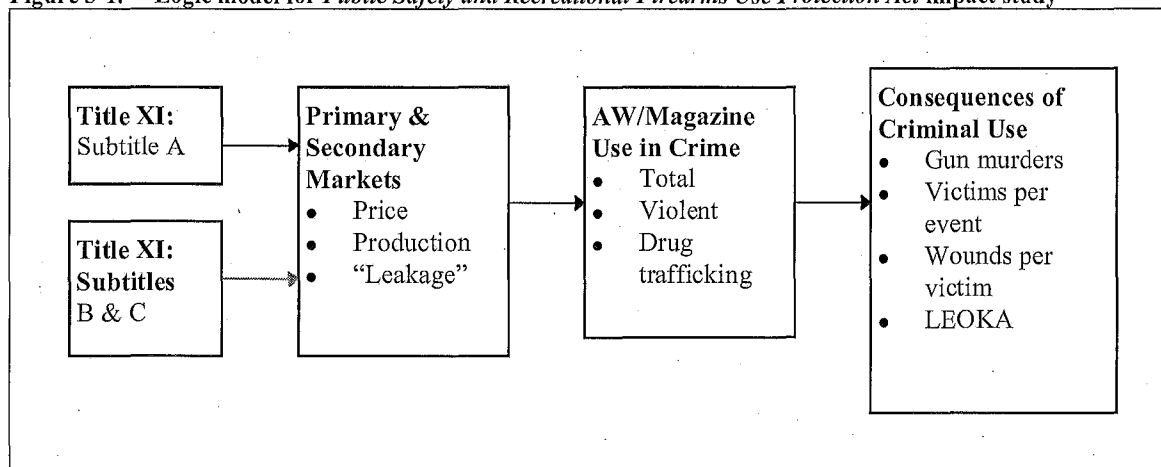 Figure 3-1. Logic model for Public Safety and Recreational Firearms Use Protection Act impact study
Title XI:
Subtitle A
Title XI:
Subtitles
B & C
Primary &
Secondary
Markets
• Price
• Production
• “Leakage”
AW/Magazine
Use in Crime
• Total
• Violent
• Drug
trafficking
Consequences of
Criminal Use
• Gun murders
• Victims per
event
• Wounds per
victim
• LEOKA